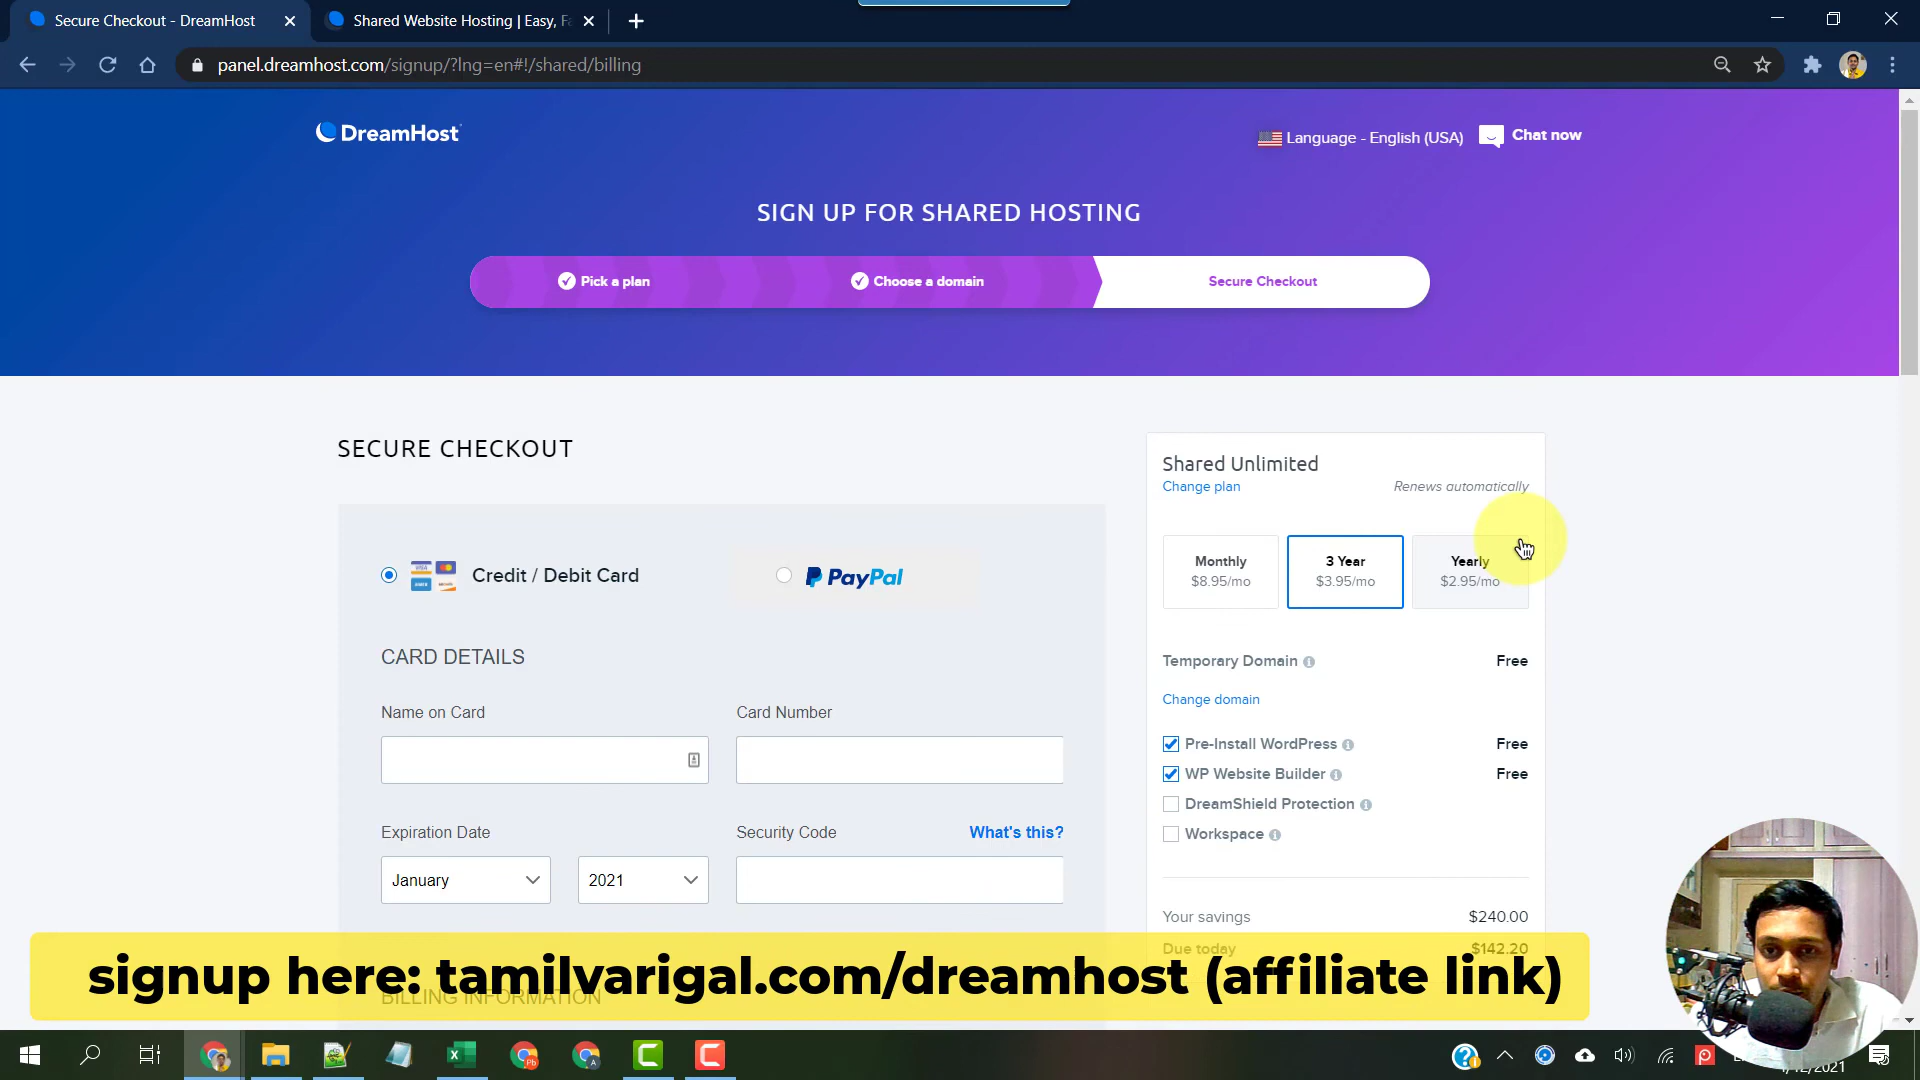 Secure Checkout - DreamHost
Shared Website Hosting | Easy, Fa
panel.dreamhost.com/signup/?lng=en#!/shared/billing
DreamHost
Language - English (USA)
Chat now
SIGN UP FOR SHARED HOSTING
Pick a plan
Choose a domain
Secure Checkout
SECURE CHECKOUT
Credit / Debit Card
PayPal
CARD DETAILS
Name on Card
Card Number
Expiration Date
Security Code
What's this?
January
2021
BILLING INFORMATION
Shared Unlimited
Change plan
Renews automatically
Monthly
$8.95/mo
3 Year
$3.95/mo
Yearly
$2.95/mo
Temporary Domain
Free
Change domain
Pre-Install WordPress
Free
WP Website Builder
Free
DreamShield Protection
Workspace
Your savings
$240.00
Due today
$142.20
signup here: tamilvarigal.com/dreamhost (affiliate link)